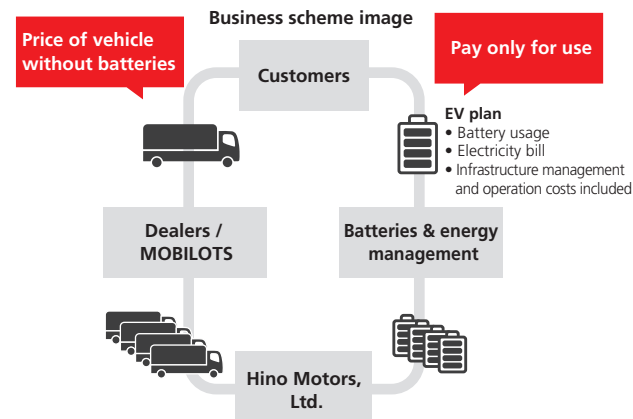 Business scheme image
Price of vehicle
without batteries
Pay only for use
Customers
EV plan
• Battery usage
• Electricity bill
• Infrastructure management
and operation costs included
Dealers /
MOBILOTS
Batteries & energy
management
Hino Motors,
Ltd.